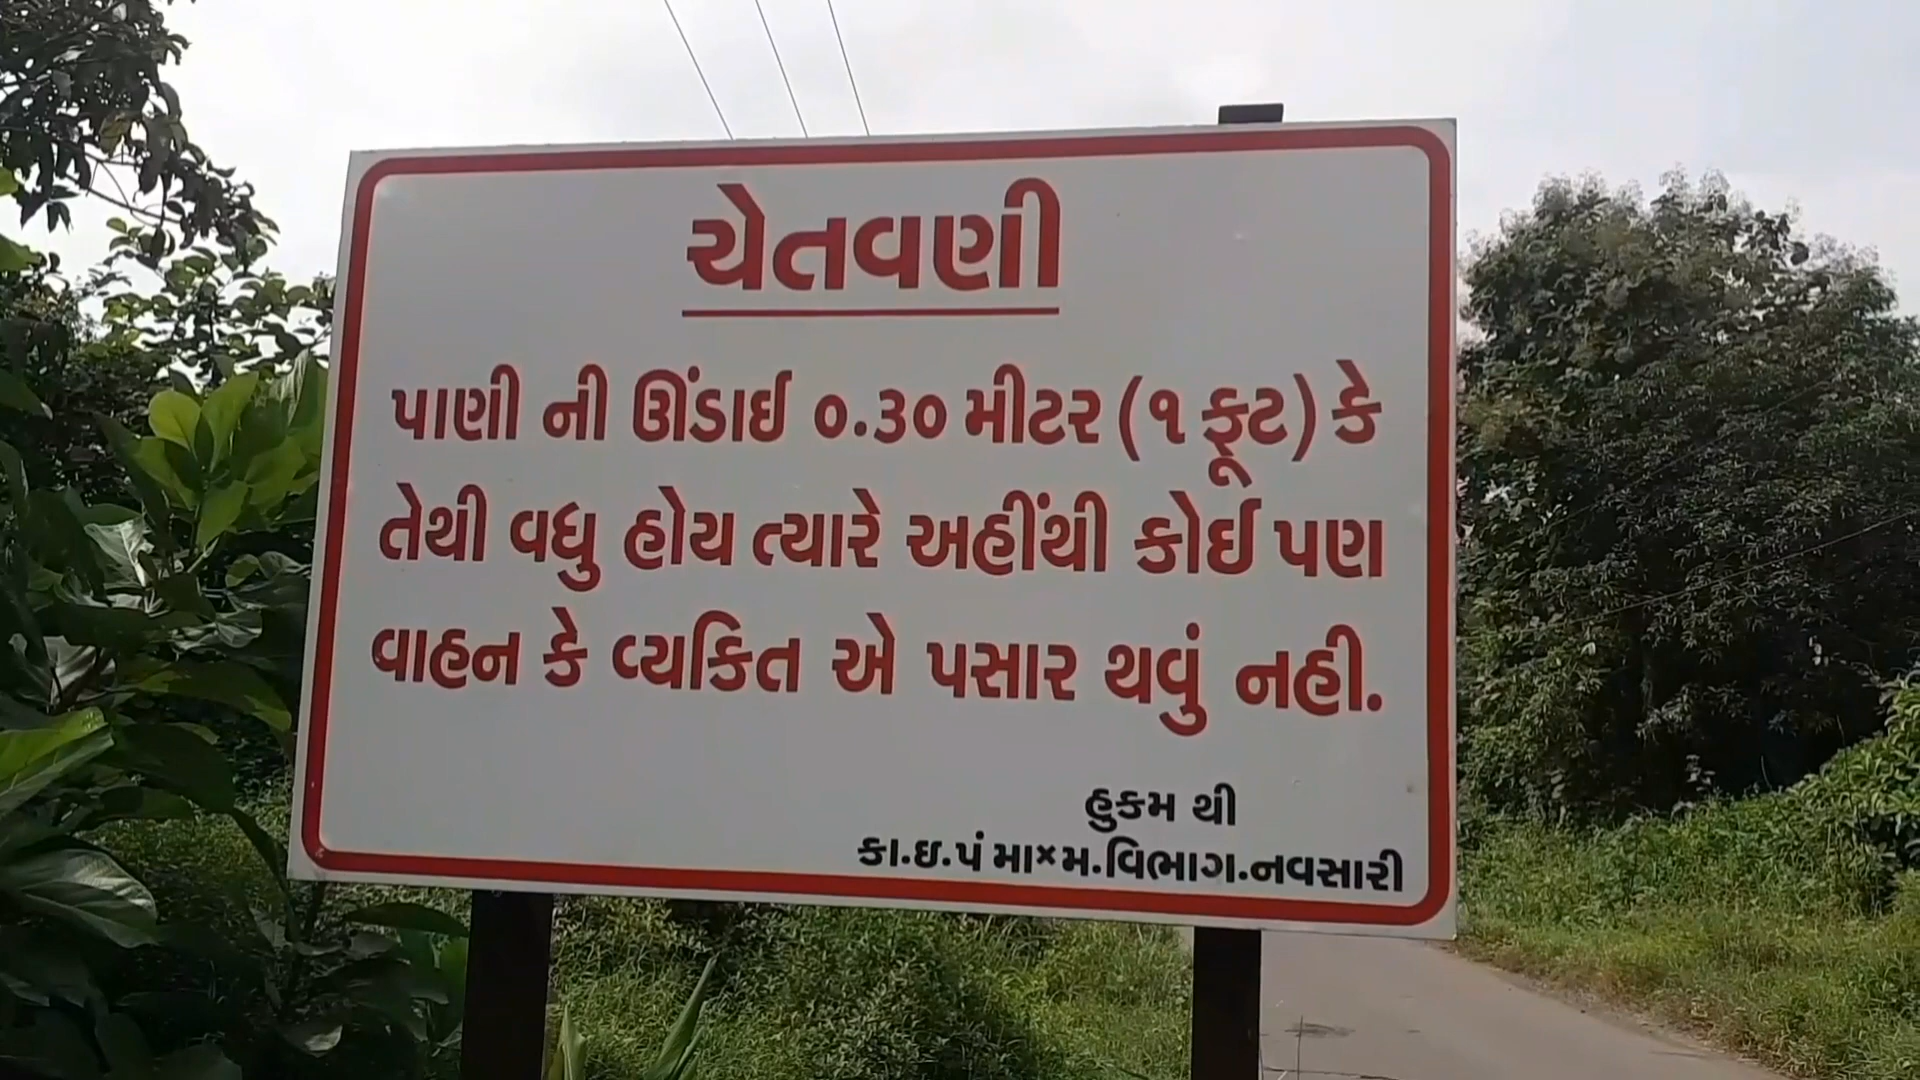 ચેતવણી
પાણી ની ઊંડાઈ ૦.૩૦ મીટર (૧ ફૂટ) કે
તેથી વધુ હોય ત્યારે અહીંથી કોઈ પણ
વાહન કે વ્યકિત એ પસાર થવું નહી.
હુકમ થી
કા.ઇ.પં મા×મ.વિભાગ.નવસારી